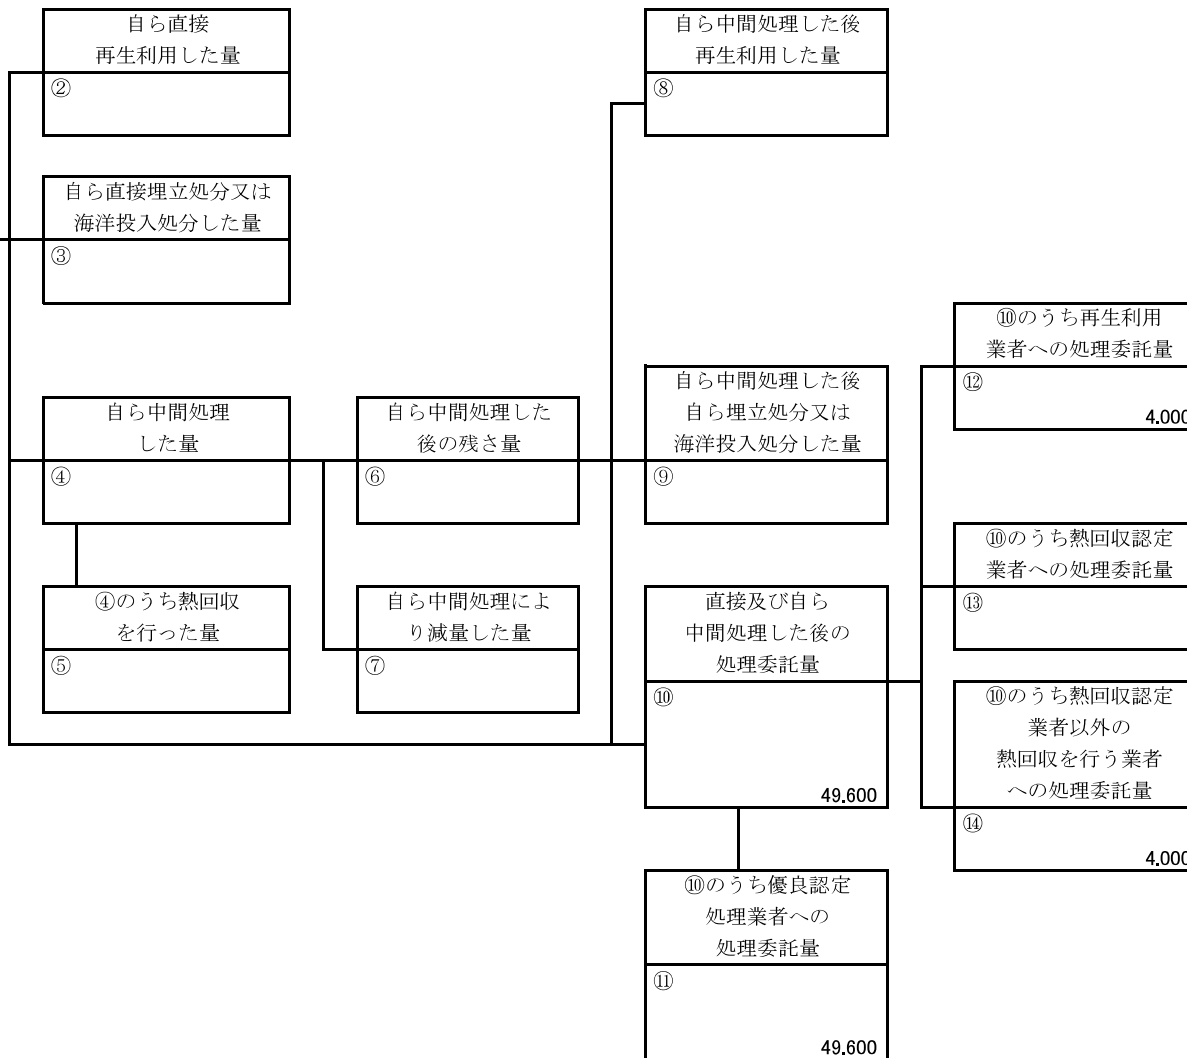 自ら直接
再生利用した量
②
自ら中間処理した後
再生利用した量
⑧
自ら直接埋立処分又は
海洋投入処分した量
③
⑩のうち再生利用
業者への処理委託量
⑫
4.000
自ら中間処理
した量
④
自ら中間処理した
後の残さ量
⑥
自ら中間処理した後
自ら埋立処分又は
海洋投入処分した量
⑨
⑩のうち熱回収認定
業者への処理委託量
⑬
④のうち熱回収
を行った量
⑤
自ら中間処理によ
り減量した量
⑦
直接及び自ら
中間処理した後の
処理委託量
⑩
49.600
⑩のうち熱回収認定
業者以外の
熱回収を行う業者
への処理委託量
⑭
4.000
⑩のうち優良認定
処理業者への
処理委託量
⑪
49.600